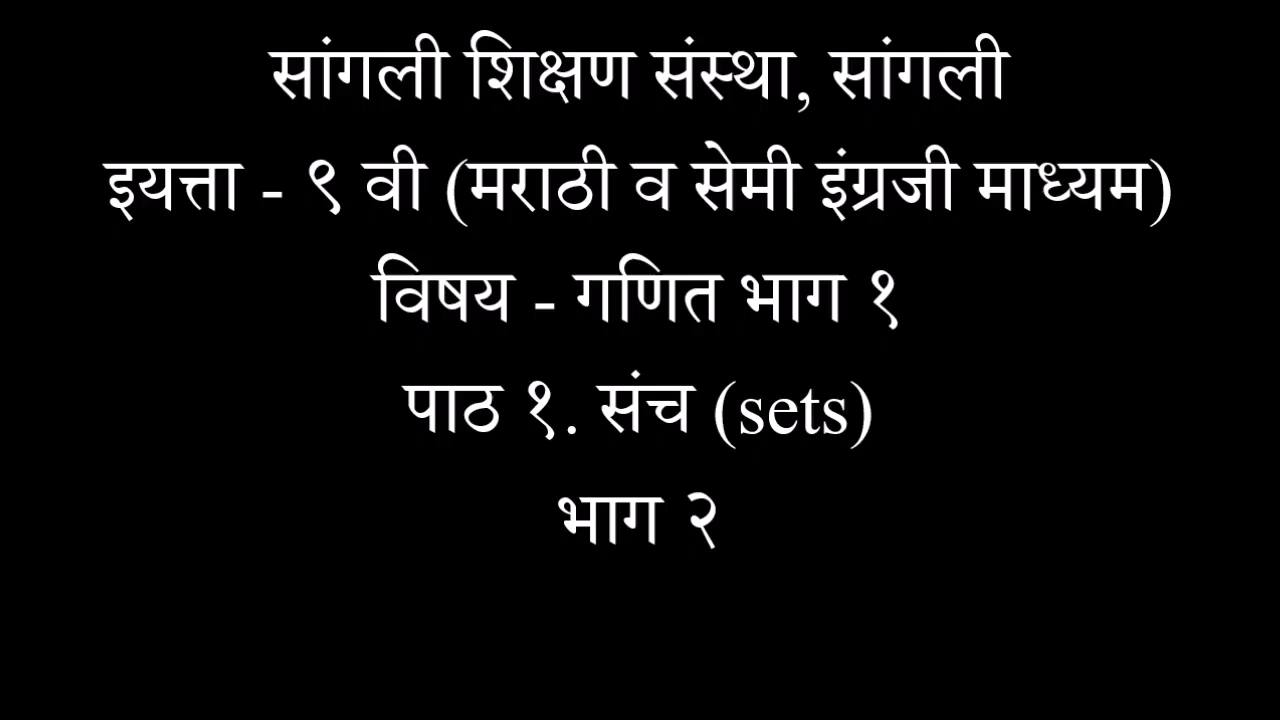 सांगली शिक्षण संस्था, सांगली
इयत्ता - ९ वी (मराठी व सेमी इंग्रजी माध्यम)
विषय - गणित भाग १
पाठ १. संच (sets)
भाग २